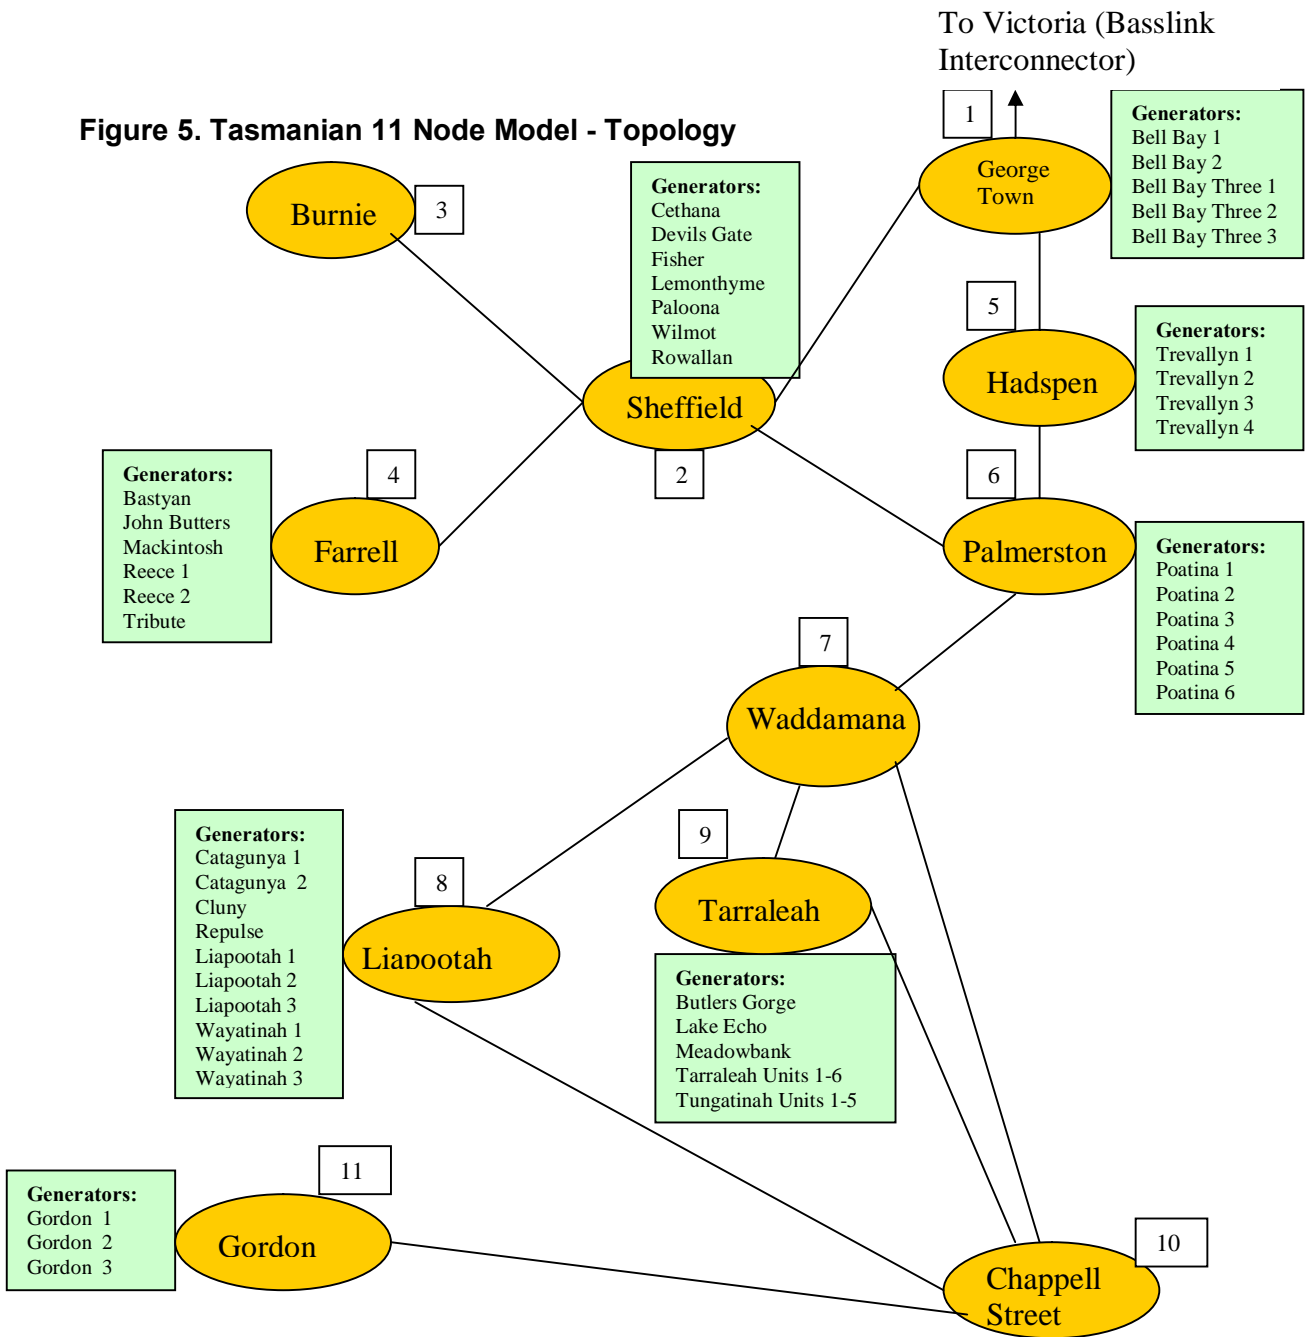 To Victoria (Basslink
Interconnector)
Figure 5. Tasmanian 11 Node Model - Topology
1
George
Town
Generators:
Bell Bay 1
Bell Bay 2
Bell Bay Three 1
Bell Bay Three 2
Bell Bay Three 3
Burnie
3
Generators:
Cethana
Devils Gate
Fisher
Lemonthyme
Paloona
Wilmot
Rowallan
Sheffield
2
5
Hadspen
Generators:
Trevallyn 1
Trevallyn 2
Trevallyn 3
Trevallyn 4
4
Farrell
Generators:
Bastyan
John Butters
Mackintosh
Reece 1
Reece 2
Tribute
6
Palmerston
Generators:
Poatina 1
Poatina 2
Poatina 3
Poatina 4
Poatina 5
Poatina 6
7
Waddamana
Generators:
Catagunya 1
Catagunya 2
Cluny
Repulse
Liapootah 1
Liapootah 2
Liapootah 3
Wayatinah 1
Wayatinah 2
Wayatinah 3
8
Liapootah
9
Tarraleah
Generators:
Butlers Gorge
Lake Echo
Meadowbank
Tarraleah Units 1-6
Tungatinah Units 1-5
11
Gordon
Generators:
Gordon 1
Gordon 2
Gordon 3
10
Chappell
Street